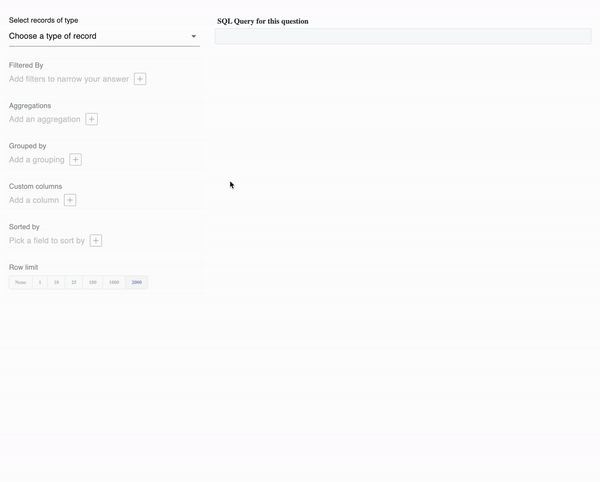 Select records of type
Choose a type of record
Filtered By
Add filters to narrow your answer
Aggregations
Add an aggregation
Grouped by
Add a grouping
Custom columns
Add a column
Sorted by
Pick a field to sort by
Row limit
None 1 10 25 100 1000 2000
SQL Query for this question